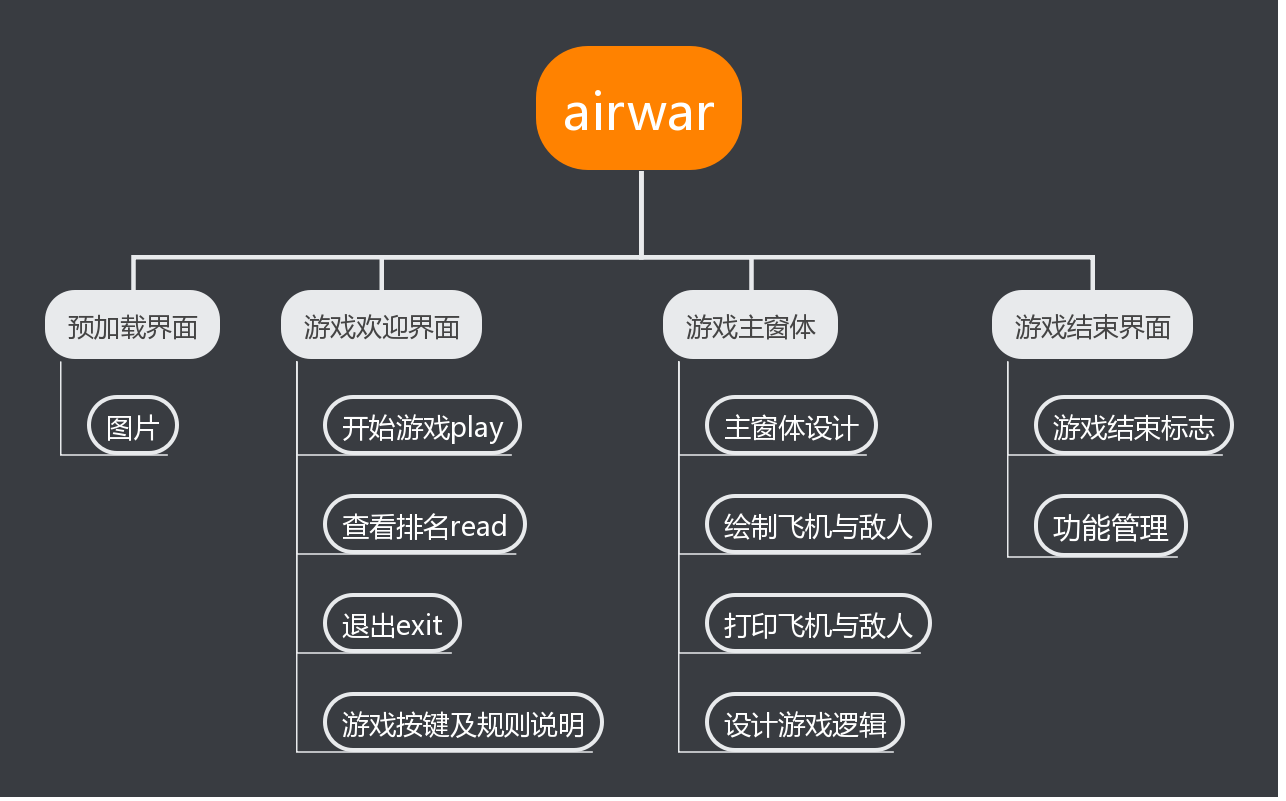 airwar
预加载界面
图片
游戏欢迎界面
开始游戏play
查看排名read
退出exit
游戏按键及规则说明
游戏主窗体
主窗体设计
绘制飞机与敌人
打印飞机与敌人
设计游戏逻辑
游戏结束界面
游戏结束标志
功能管理